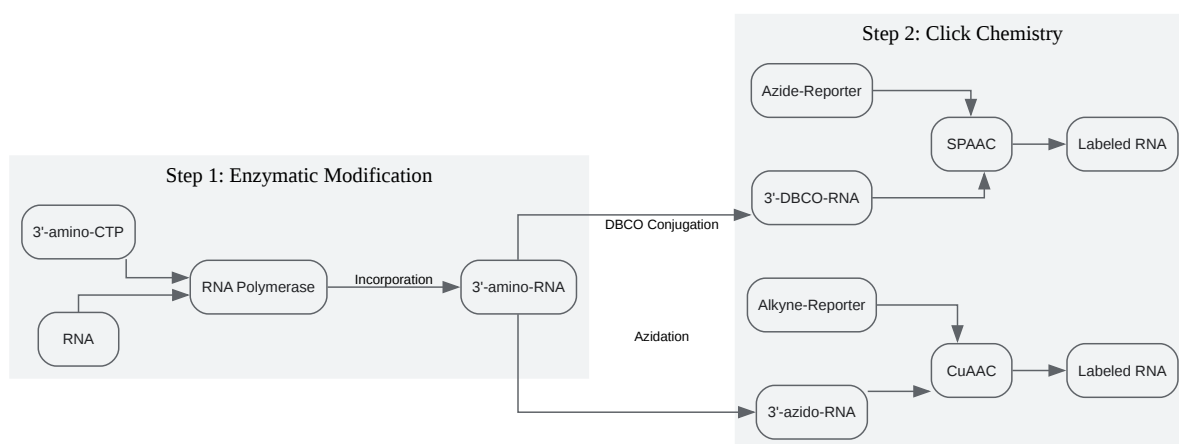 Step 2: Click Chemistry
Azide-Reporter
SPAAC
Labeled RNA
3'-DBCO-RNA
Step 1: Enzymatic Modification
3'-amino-CTP
RNA Polymerase
RNA
Incorporation
3'-amino-RNA
DBCO Conjugation
Azidation
Alkyne-Reporter
CuAAC
Labeled RNA
3'-azido-RNA